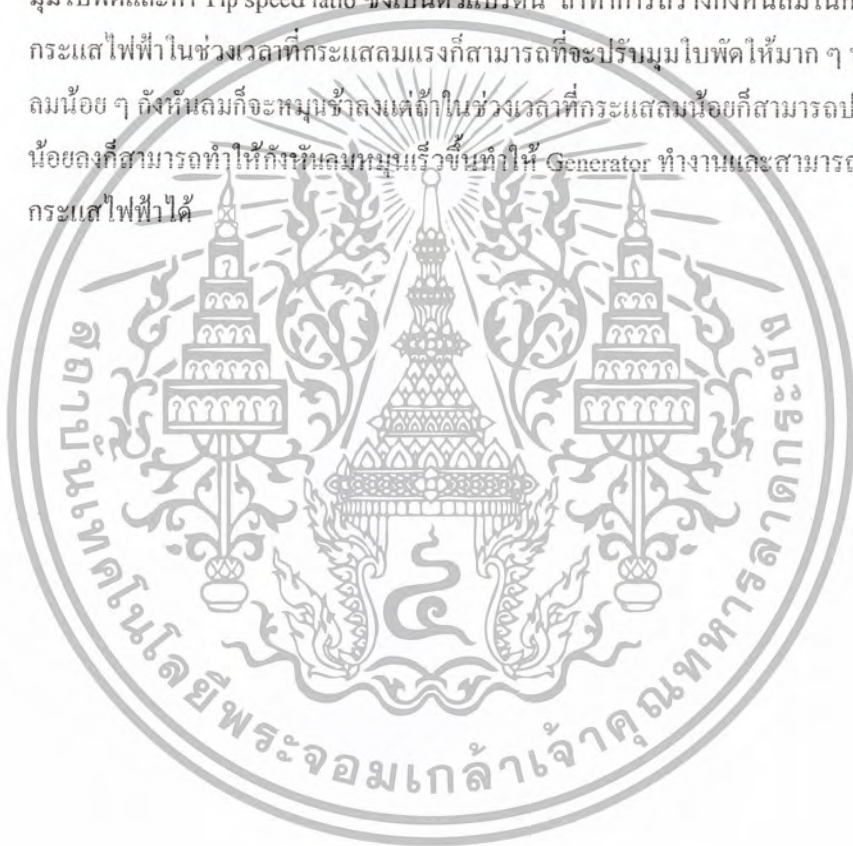 มุมใบพัดและค่า Tip speed ratio ซึ่งเป็นตัวแปรต้น ถ้าทำการสร้างกังหันลมในก
กระแสไฟฟ้าในช่วงเวลาที่กระแสลมแรงก็สามารถที่จะปรับมุมใบพัดให้มาก ๆ
ลมน้อย ๆ กังหันลมก็จะหมุนช้าลงแต่ถ้าในช่วงเวลาที่กระแสลมน้อยก็สามารถป
น้อยลงก็สามารถทำให้กังหันลมหมุนเร็วขึ้นทำให้ Generator ทำงานและสามารถ
กระแสไฟฟ้าได้
๔
สถาบันเทคโนโลยีพระจอมเกล้าเจ้าคุณทหารลาดกระบัง